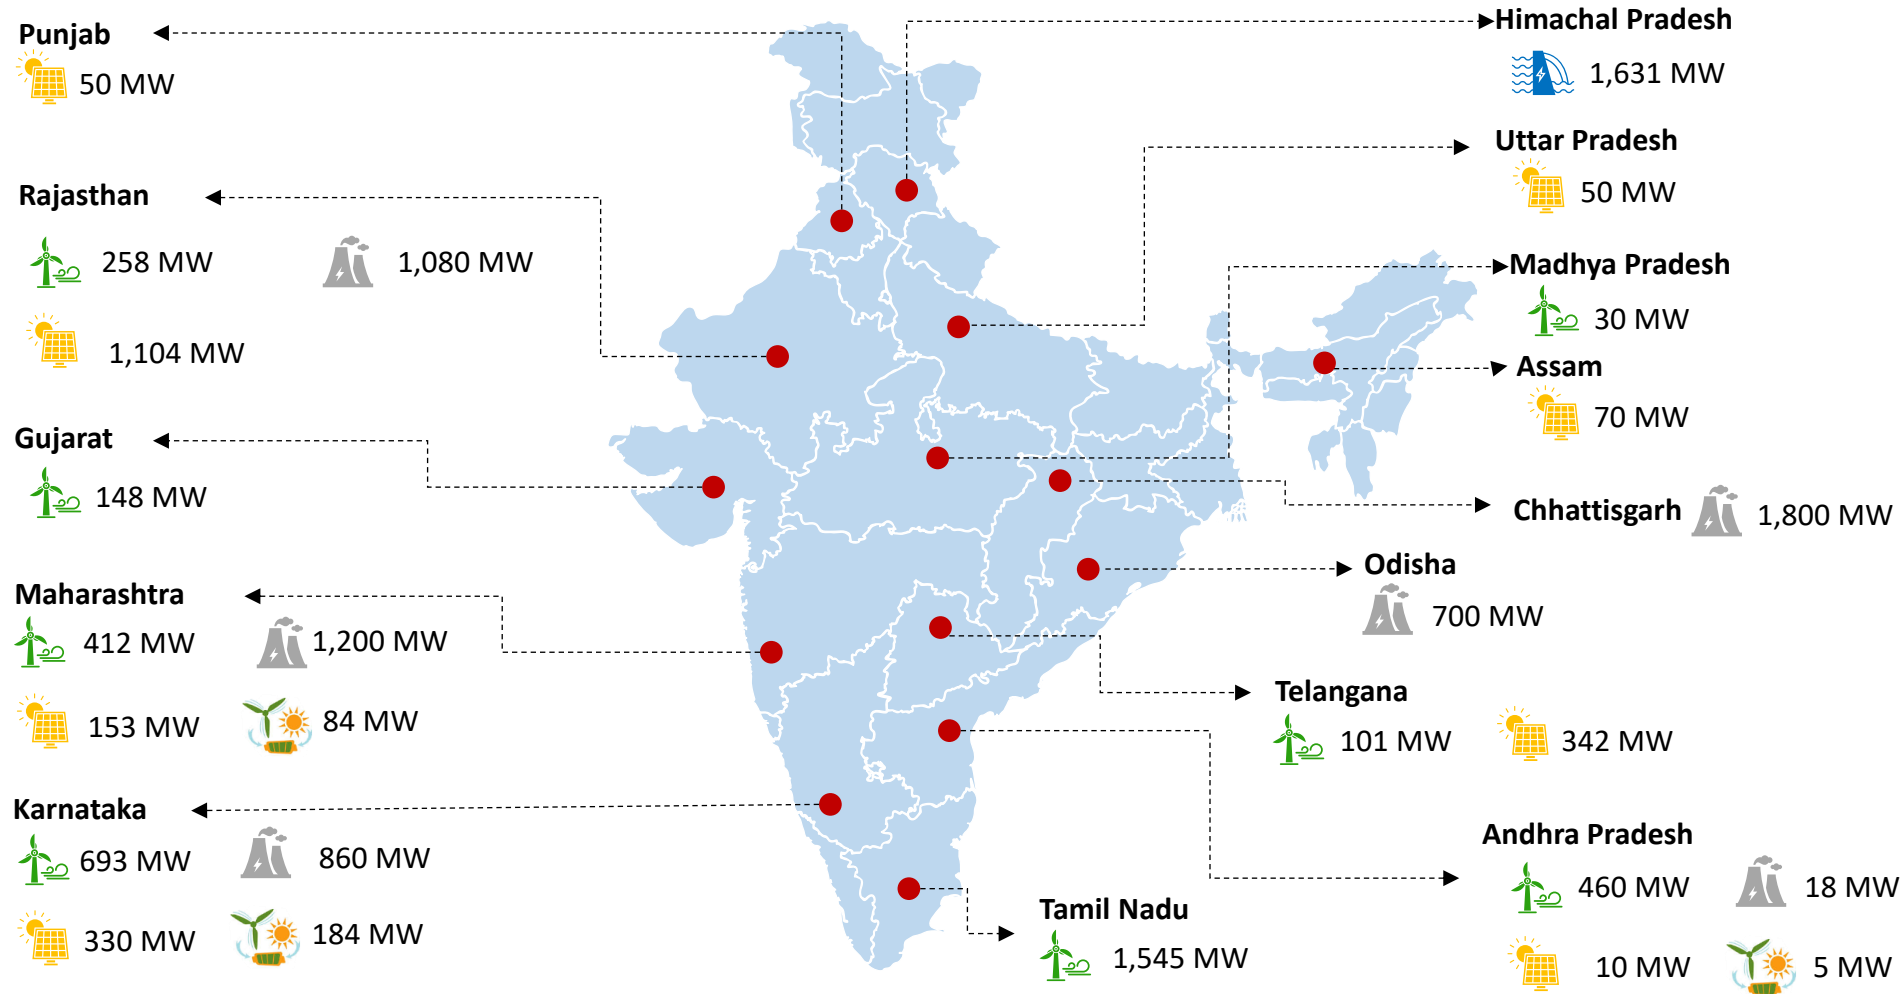 Punjab
50 MW
Rajasthan
258 MW
1,080 MW
1,104 MW
Gujarat
148 MW
Maharashtra
412 MW
1,200 MW
153 MW
84 MW
Karnataka
693 MW
860 MW
330 MW
184 MW
Himachal Pradesh
1,631 MW
Uttar Pradesh
50 MW
Madhya Pradesh
30 MW
Assam
70 MW
Chhattisgarh 1,800 MW
Odisha
700 MW
Telangana
101 MW
342 MW
Andhra Pradesh
460 MW
18 MW
10 MW
5 MW
Tamil Nadu
1,545 MW